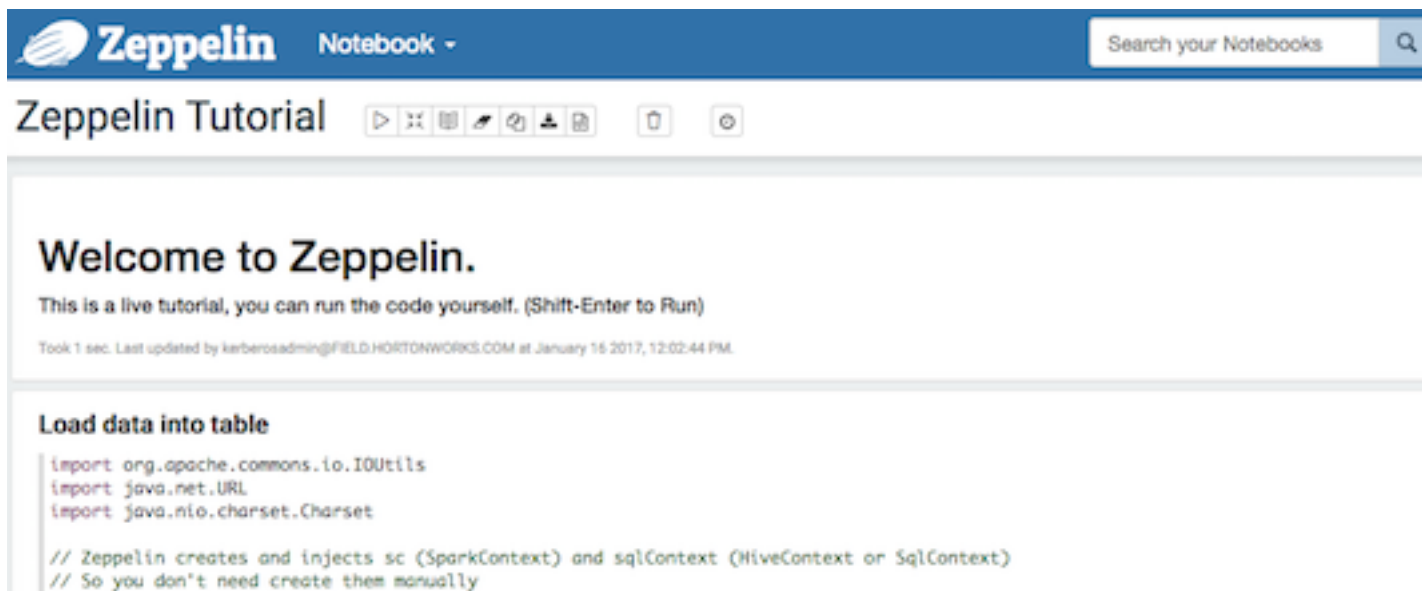 Zeppelin Notebook Search your Notebooks
Zeppelin Tutorial
Welcome to Zeppelin.
This is a live tutorial, you can run the code yourself. (Shift-Enter to Run)
Took 1 sec. Last updated by kerberosadmin@FIELD.HORTONWORKS.COM at January 16 2017, 12:02:44 PM.
Load data into table
import org.apache.commons.io.IOUtils
import java.net.URL
import java.nio.charset.Charset
// Zeppelin creates and injects sc (SparkContext) and sqlContext (HiveContext or SqlContext)
// So you don't need create them manually